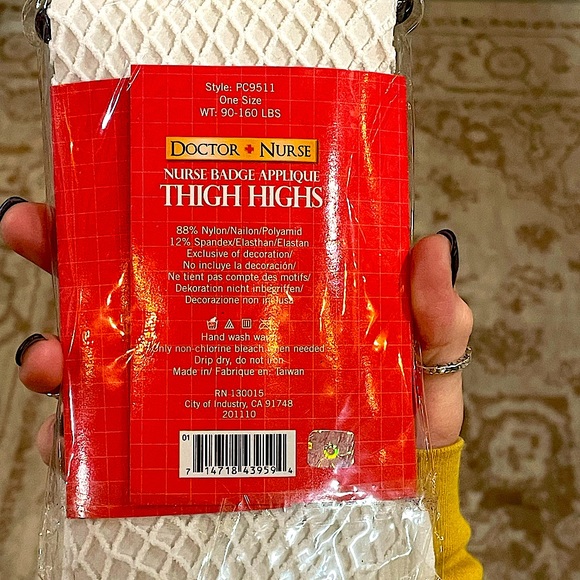 Style: PC9511
One Size
WT: 90-160 LBS
DOCTOR + NURSE
NURSE BADGE APPLIQUE
THIGH HIGHS
88% Nylon/Nailon/Polyamid
12% Spandex/Elasthan/Elastan
Exclusive of decoration/
No incluye la decoración/
Ne tient pas compte des motifs/
Dekoration nicht inbegriffen/
Decorazione non inclusa
Hand wash warm
Only non-chlorine bleach when needed
Drip dry, do not iron
Made in/ Fabrique en: Taiwan
RN 130015
City of Industry, CA 91748
201110
01
7 14718 43959 4